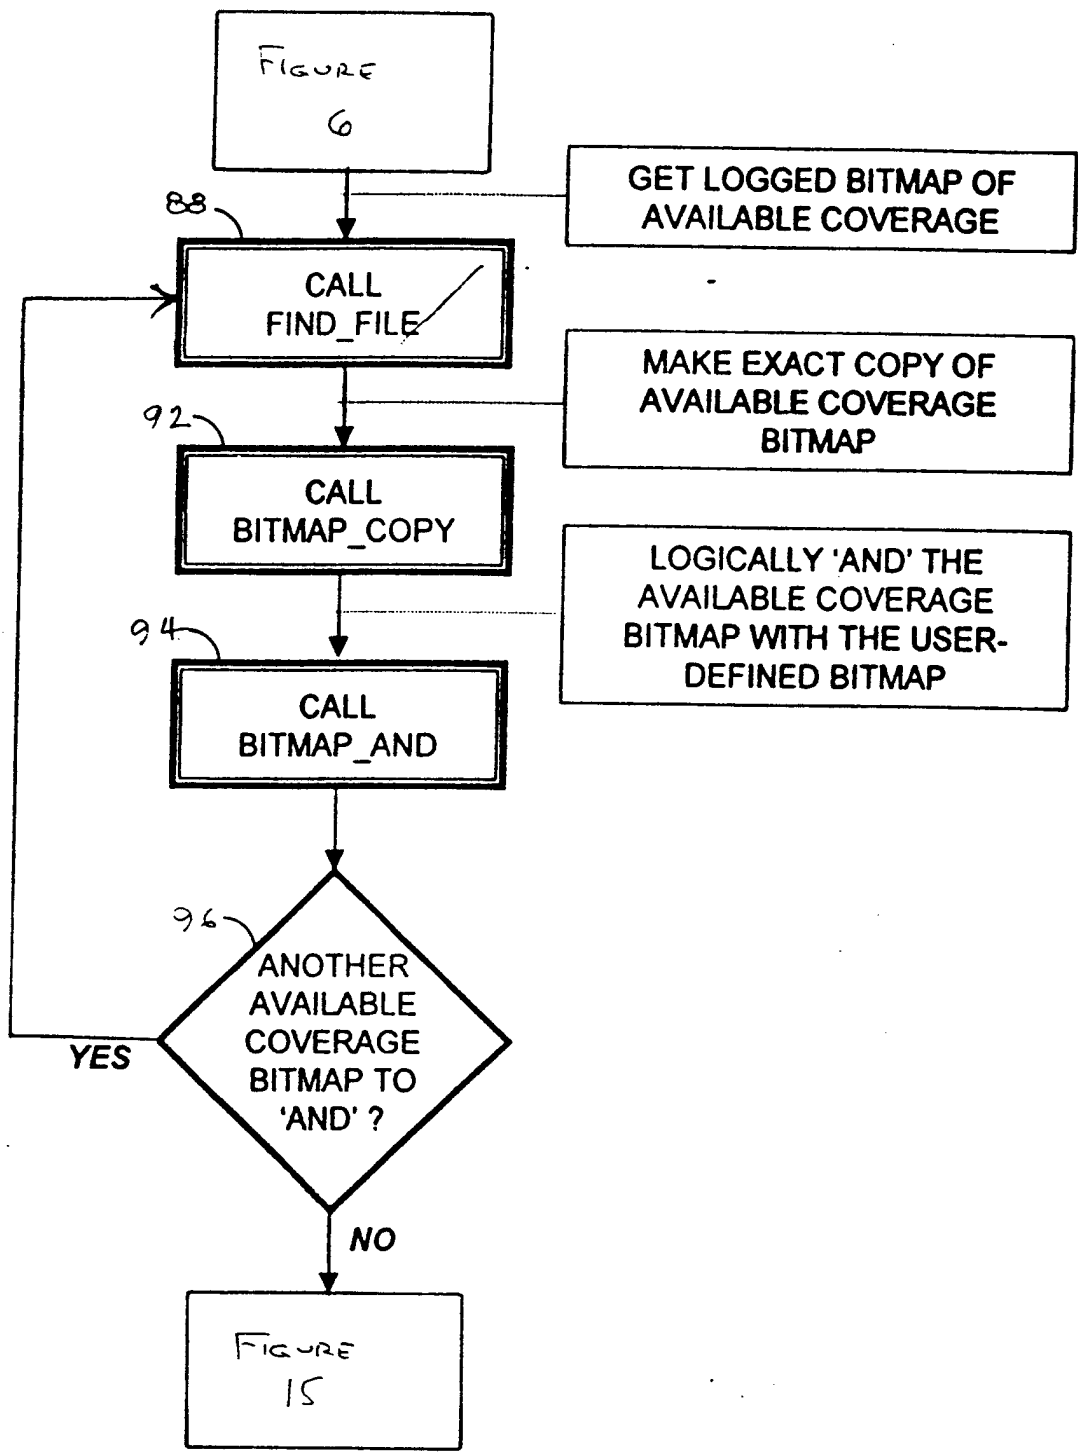 FIGURE
6
GET LOGGED BITMAP OF
AVAILABLE COVERAGE
88
CALL
FIND_FILE
MAKE EXACT COPY OF
AVAILABLE COVERAGE
BITMAP
92
CALL
BITMAP_COPY
LOGICALLY 'AND' THE
AVAILABLE COVERAGE
BITMAP WITH THE USER-
DEFINED BITMAP
94
CALL
BITMAP_AND
96
ANOTHER
AVAILABLE
COVERAGE
BITMAP TO
'AND' ?
YES
NO
FIGURE
15